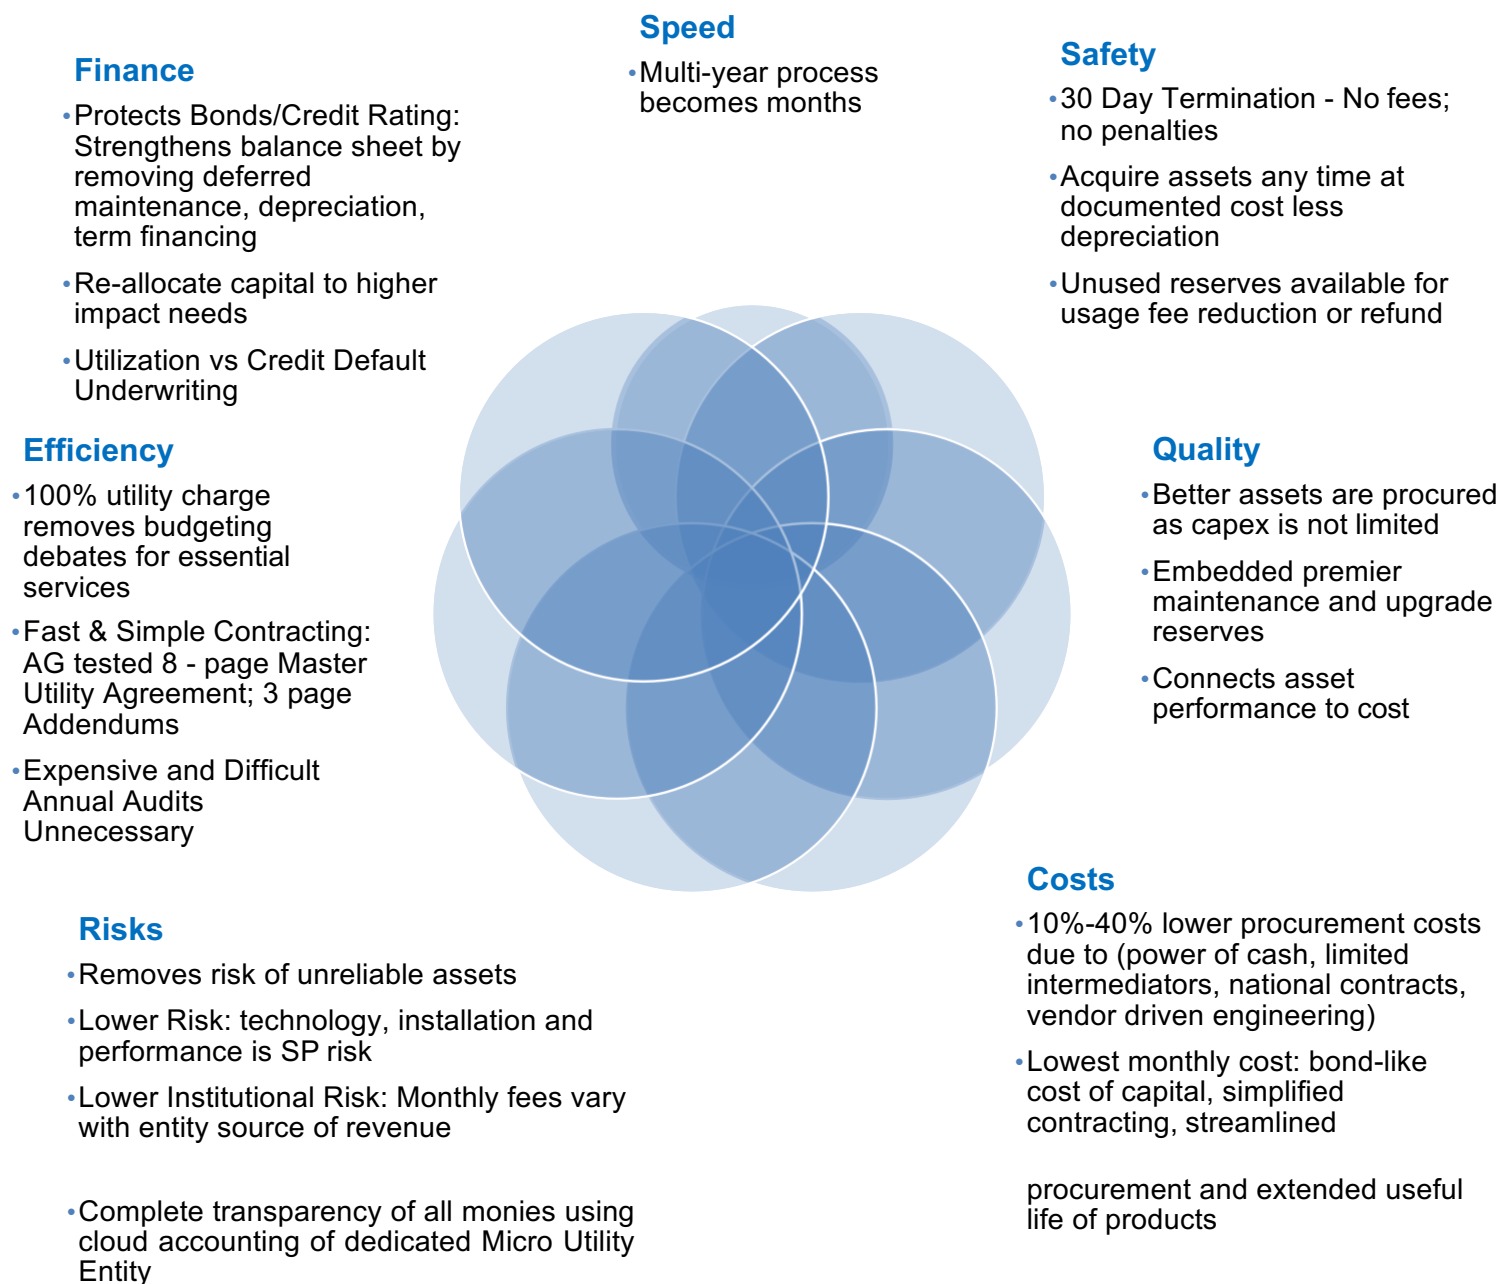 Speed
•Multi-year process
becomes months
Finance
•Protects Bonds/Credit Rating:
Strengthens balance sheet by
removing deferred
maintenance, depreciation,
term financing
•Re-allocate capital to higher
impact needs
•Utilization vs Credit Default
Underwriting
Safety
•30 Day Termination - No fees;
no penalties
•Acquire assets any time at
documented cost less
depreciation
•Unused reserves available for
usage fee reduction or refund
Efficiency
•100% utility charge
removes budgeting
debates for essential
services
•Fast & Simple Contracting:
AG tested 8 - page Master
Utility Agreement; 3 page
Addendums
•Expensive and Difficult
Annual Audits
Unnecessary
Quality
•Better assets are procured
as capex is not limited
•Embedded premier
maintenance and upgrade
reserves
•Connects asset
performance to cost
Risks
•Removes risk of unreliable assets
•Lower Risk: technology, installation and
performance is SP risk
•Lower Institutional Risk: Monthly fees vary
with entity source of revenue
•Complete transparency of all monies using
cloud accounting of dedicated Micro Utility
Entity
Costs
•10%-40% lower procurement costs
due to (power of cash, limited
intermediators, national contracts,
vendor driven engineering)
•Lowest monthly cost: bond-like
cost of capital, simplified
contracting, streamlined
procurement and extended useful
life of products